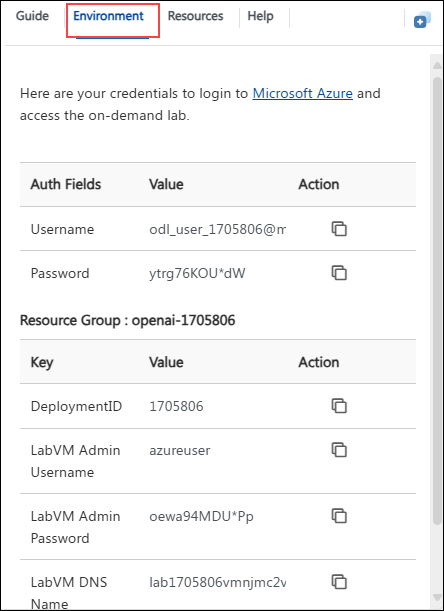 Guide Environment Resources Help
Here are your credentials to login to Microsoft Azure and
access the on-demand lab.
Auth Fields Value Action
Username odl_user_1705806@m
Password ytrg76KOU*dW
Resource Group : openai-1705806
Key Value Action
DeploymentID 1705806
LabVM Admin azureuser
Username
LabVM Admin oewa94MDU*Pp
Password
LabVM DNS lab1705806vmnjmc2v
Name